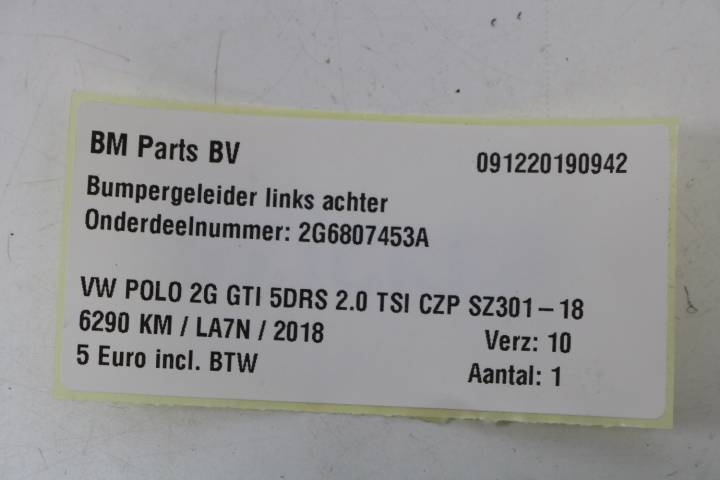 BM Parts BV 091220190942
Bumpergeleider links achter
Onderdeelnummer: 2G6807453A
VW POLO 2G GTI 5DRS 2.0 TSI CZP SZ301-18
6290 KM / LA7N / 2018 Verz: 10
5 Euro incl. BTW Aantal: 1